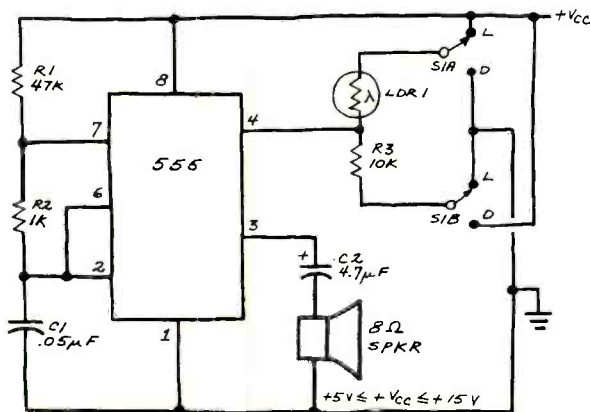 +Vcc
R1
47K
8
7
4
555
6
R2
1K
3
2
1
C1
.05µF
+
C2
4.7µF
8Ω
SPKR
LDR1
λ
R3
10K
S1A
L
D
S1B
L
D
+5V ≤ +Vcc ≤ +15V